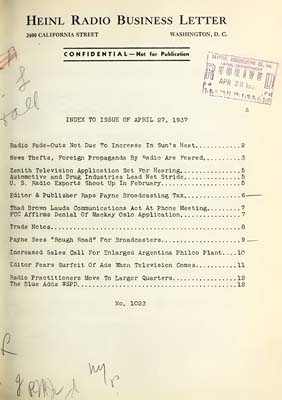 HEINL RADIO BUSINESS LETTER
2400 CALIFORNIA STREET WASHINGTON, D. C.
CONFIDENTIAL—Not for Publication
RECEIVED
APR 28 1937
INDEX TO ISSUE OF APRIL 27, 1937
Radio Fade-Outs Not Due To Increase In Sun's Heat..........2
News Thefts, Foreign Propaganda By Radio Are Feared..........3
Zenith Television Application Set For Hearing..........5
Automotive and Drug Industries Lead Net Stride..........5
U. S. Radio Exports Shoot Up In February..........5
Editor & Publisher Raps Payne Broadcasting Tax..........6
Thad Brown Lauds Communications Act At Phone Meeting..........7
FCC Affirms Denial Of Mackay Oslo Application..........7
Trade Notes..........8
Payne Sees "Rough Road" For Broadcasters..........9
Increased Sales Call For Enlarged Argentina Philco Plant....10
Editor Fears Surfeit Of Ads When Television Comes..........11
Radio Practitioners Move To Larger Quarters..........12
The Blue Adds WSPD..........12
No. 1023